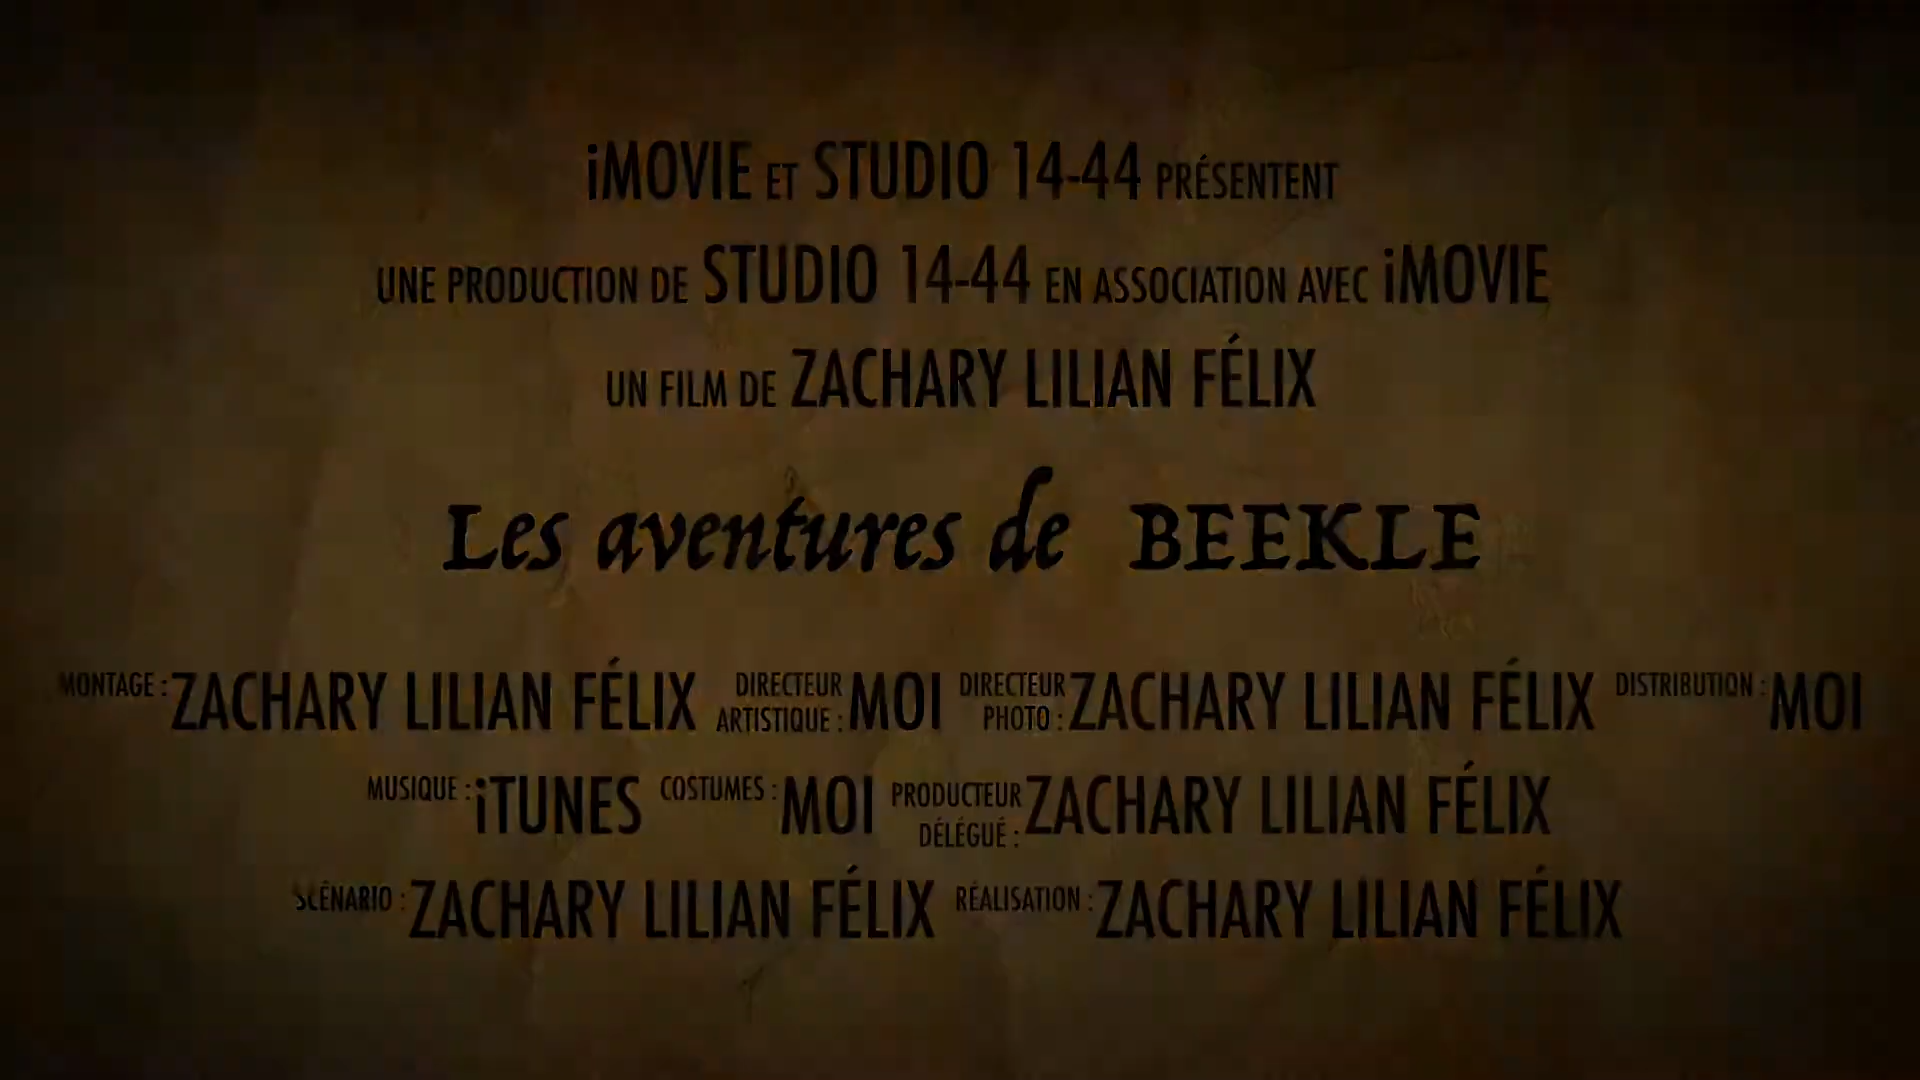 iMOVIE ET STUDIO 14-44 PRÉSENTENT
UNE PRODUCTION DE STUDIO 14-44 EN ASSOCIATION AVEC iMOVIE
UN FILM DE ZACHARY LILIAN FÉLIX
Les aventures de BEEKLE
MONTAGE : ZACHARY LILIAN FÉLIX DIRECTEUR ARTISTIQUE : MOI DIRECTEUR PHOTO : ZACHARY LILIAN FÉLIX DISTRIBUTION : MOI
MUSIQUE : iTUNES COSTUMES : MOI PRODUCTEUR DÉLÉGUÉ : ZACHARY LILIAN FÉLIX
SCÉNARIO : ZACHARY LILIAN FÉLIX RÉALISATION : ZACHARY LILIAN FÉLIX